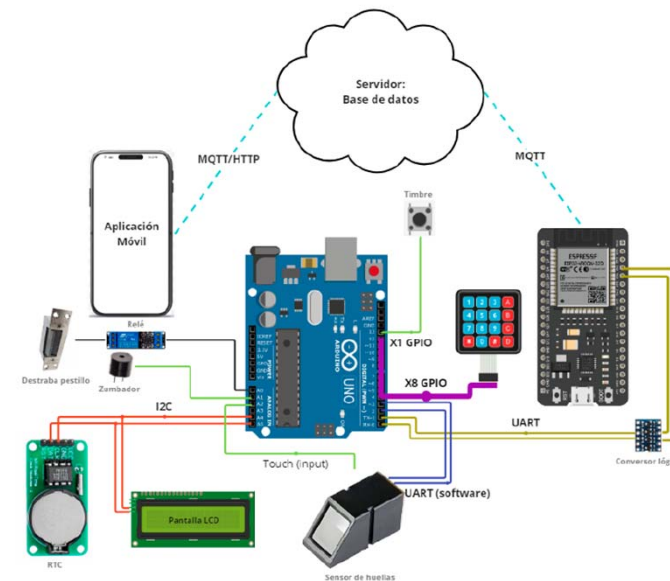 Servidor:
Base de datos
MQTT/HTTP
MQTT
Aplicación
Móvil
Timbre
Relé
Destraba pestillo
Zumbador
X1 GPIO
X8 GPIO
I2C
UART
ARDUINO
UNO
Touch (input)
UART (software)
Conversor lóg
Pantalla LCD
RTC
Sensor de huellas
1 2 3 A
4 5 6 B
7 8 9 C